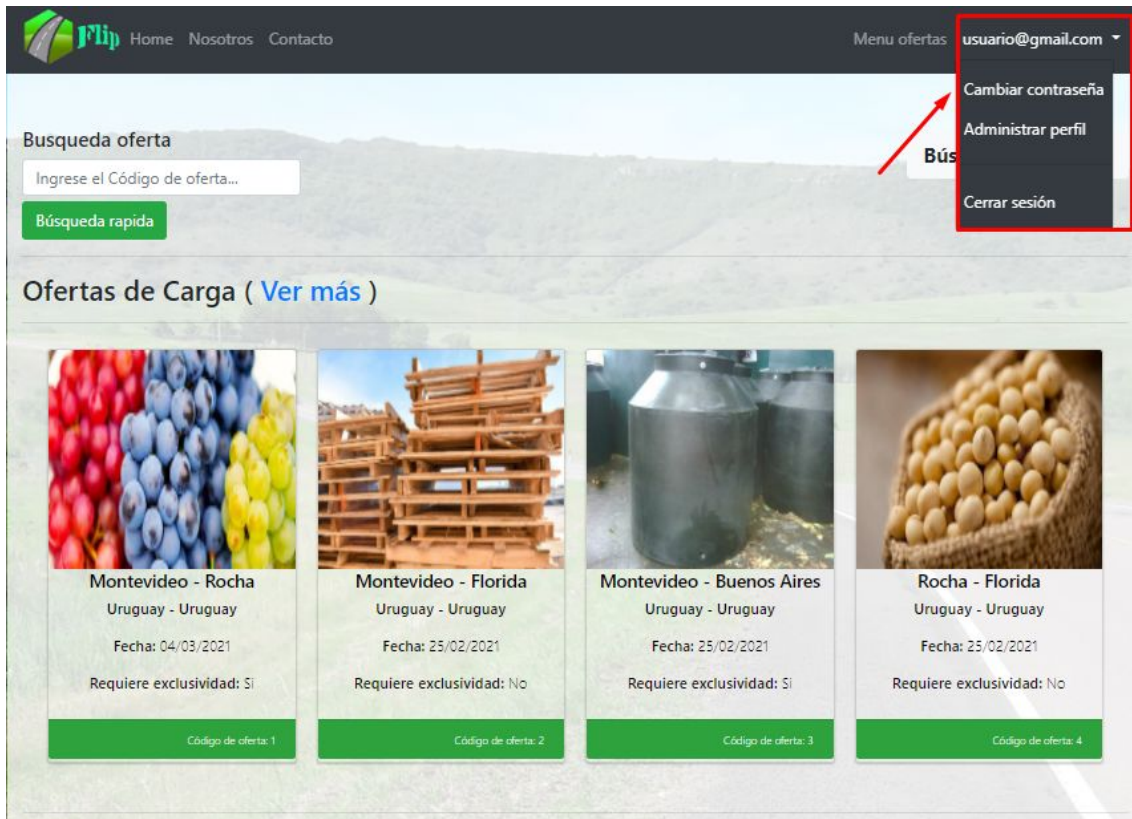 Flip Home Nosotros Contacto Menu ofertas usuario@gmail.com
Cambiar contraseña
Administrar perfil
Cerrar sesión
Busqueda oferta
Ingrese el Código de oferta...
Búsqueda rapida
Ofertas de Carga ( Ver más )
Montevideo - Rocha
Uruguay - Uruguay
Fecha: 04/03/2021
Requiere exclusividad: Si
Código de oferta: 1
Montevideo - Florida
Uruguay - Uruguay
Fecha: 25/02/2021
Requiere exclusividad: No
Código de oferta: 2
Montevideo - Buenos Aires
Uruguay - Uruguay
Fecha: 25/02/2021
Requiere exclusividad: Si
Código de oferta: 3
Rocha - Florida
Uruguay - Uruguay
Fecha: 25/02/2021
Requiere exclusividad: No
Código de oferta: 4